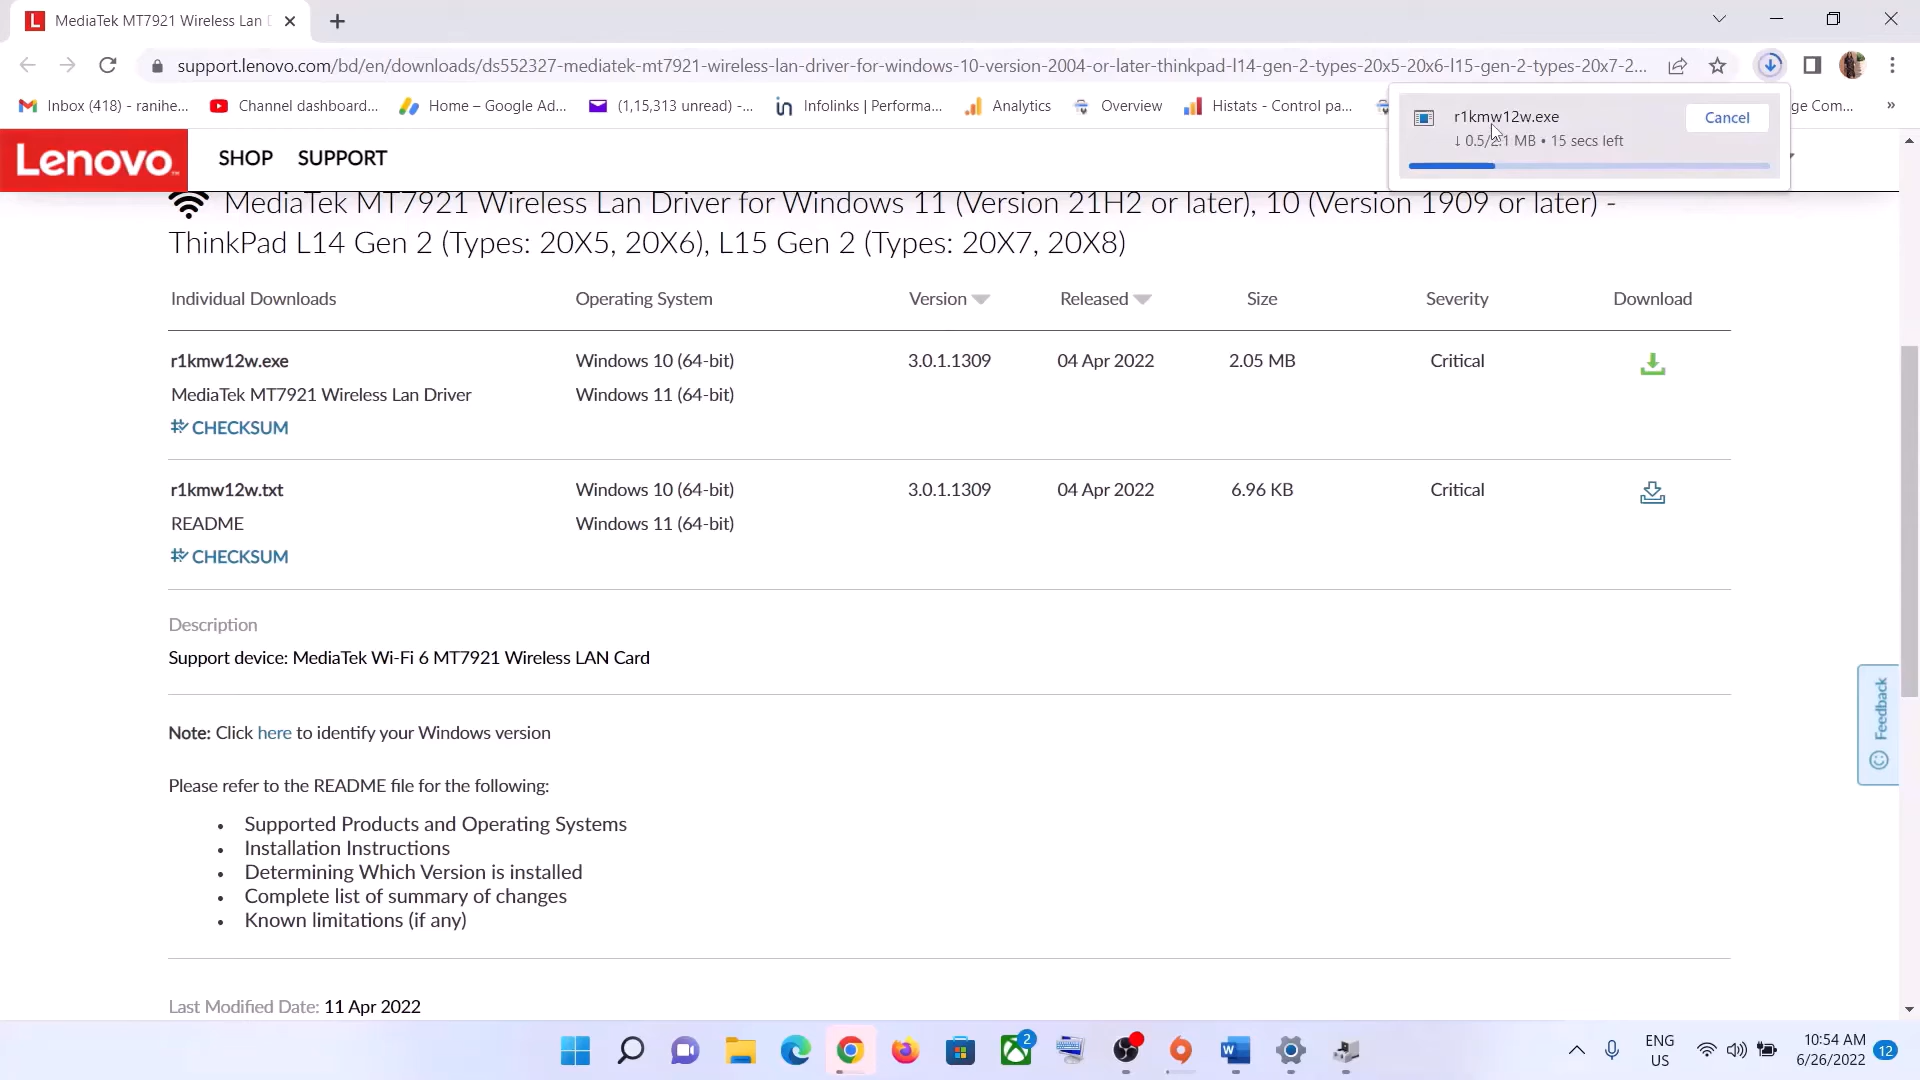 MediaTek MT7921 Wireless Lan D
support.lenovo.com/bd/en/downloads/ds552327-mediatek-mt7921-wireless-lan-driver-for-windows-10-version-2004-or-later-thinkpad-l14-gen-2-types-20x5-20x6-l15-gen-2-types-20x7-2...
Inbox (418) - ranihe... Channel dashboard... Home – Google Ad... (1,15,313 unread) -... Infolinks | Performa... Analytics Overview Histats - Control pa... ge Com... »
r1kmw12w.exe Cancel
↓ 0.5/2.1 MB • 15 secs left
Lenovo SHOP SUPPORT
MediaTek MT7921 Wireless Lan Driver for Windows 11 (Version 21H2 or later), 10 (Version 1909 or later) -
ThinkPad L14 Gen 2 (Types: 20X5, 20X6), L15 Gen 2 (Types: 20X7, 20X8)
Individual Downloads Operating System Version Released Size Severity Download
r1kmw12w.exe Windows 10 (64-bit) 3.0.1.1309 04 Apr 2022 2.05 MB Critical
MediaTek MT7921 Wireless Lan Driver Windows 11 (64-bit)
CHECKSUM
r1kmw12w.txt Windows 10 (64-bit) 3.0.1.1309 04 Apr 2022 6.96 KB Critical
README Windows 11 (64-bit)
CHECKSUM
Description
Support device: MediaTek Wi-Fi 6 MT7921 Wireless LAN Card
Feedback
Note: Click here to identify your Windows version
Please refer to the README file for the following:
• Supported Products and Operating Systems
• Installation Instructions
• Determining Which Version is installed
• Complete list of summary of changes
• Known limitations (if any)
Last Modified Date: 11 Apr 2022
2
ENG
US
10:54 AM
6/26/2022
12